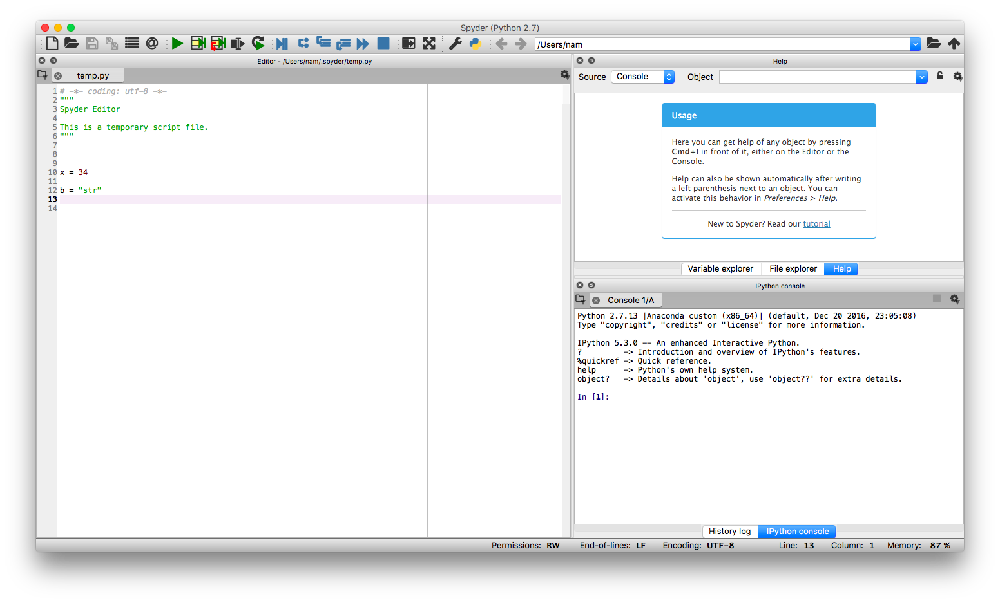 Spyder (Python 2.7)
/Users/nam
Editor - /Users/nam/.spyder/temp.py
temp.py
1 # -*- coding: utf-8 -*-
2 """
3 Spyder Editor
4
5 This is a temporary script file.
6 """
7
8
9
10 x = 34
11
12 b = "str"
13
14
Help
Source Console Object
Usage
Here you can get help of any object by pressing
Cmd+I in front of it, either on the Editor or the
Console.
Help can also be shown automatically after writing
a left parenthesis next to an object. You can
activate this behavior in Preferences > Help.
New to Spyder? Read our tutorial
Variable explorer File explorer Help
IPython console
Console 1/A
Python 2.7.13 |Anaconda custom (x86_64)| (default, Dec 20 2016, 23:05:08)
Type "copyright", "credits" or "license" for more information.
IPython 5.3.0 -- An enhanced Interactive Python.
? -> Introduction and overview of IPython's features.
%quickref -> Quick reference.
help -> Python's own help system.
object? -> Details about 'object', use 'object??' for extra details.
In [1]:
History log IPython console
Permissions: RW End-of-lines: LF Encoding: UTF-8 Line: 13 Column: 1 Memory: 87 %